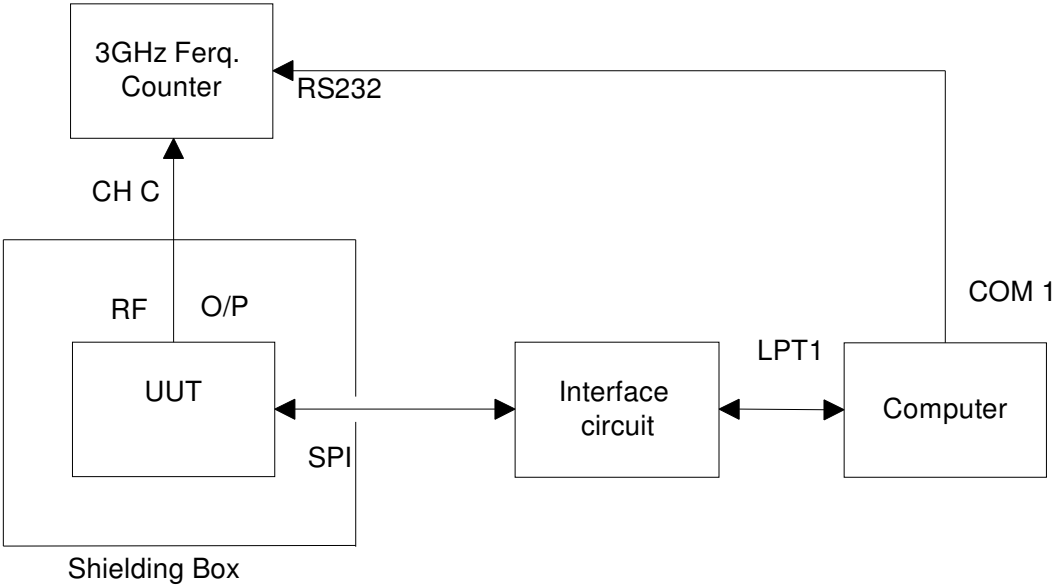 3GHz Ferq.
Counter
RS232
CH C
RF O/P
COM 1
LPT1
UUT
Interface
circuit
Computer
SPI
Shielding Box